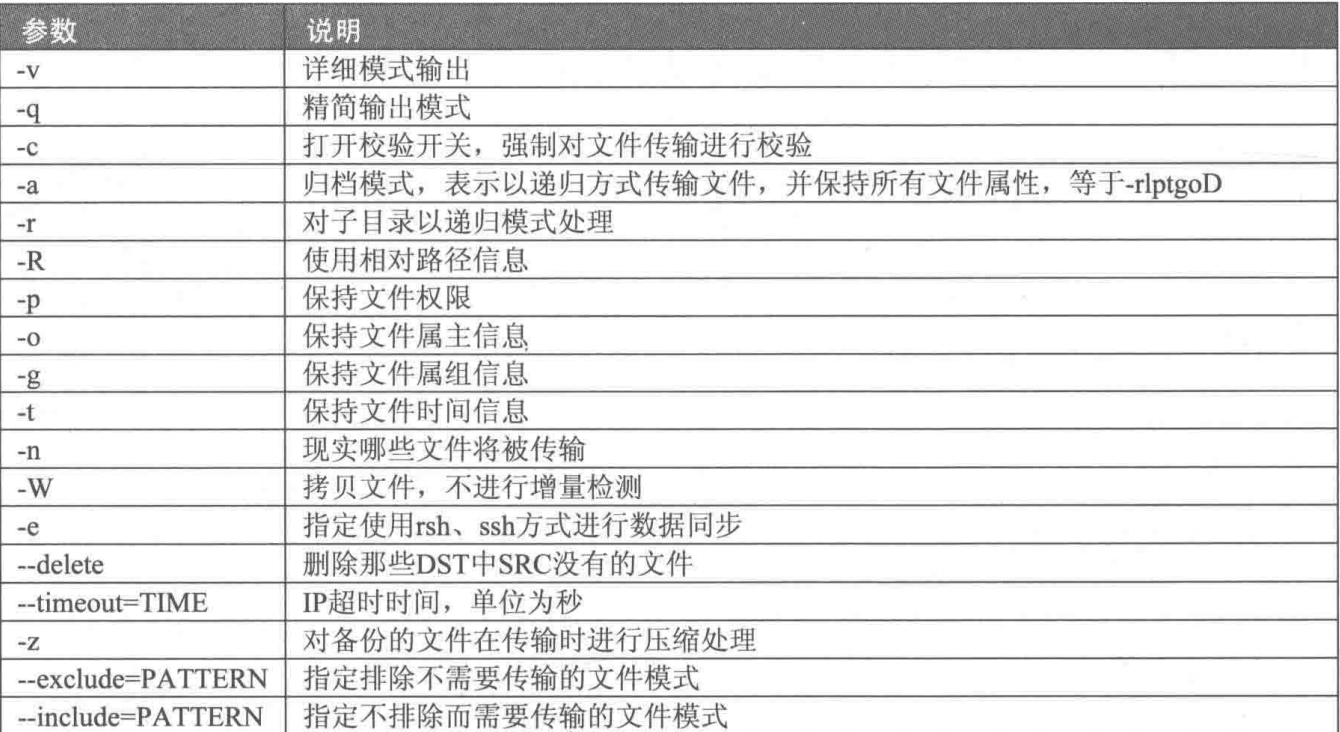 参数 说明
-v 详细模式输出
-q 精简输出模式
-c 打开校验开关，强制对文件传输进行校验
-a 归档模式，表示以递归方式传输文件，并保持所有文件属性，等于-rlptgoD
-r 对子目录以递归模式处理
-R 使用相对路径信息
-p 保持文件权限
-o 保持文件属主信息
-g 保持文件属组信息
-t 保持文件时间信息
-n 现实哪些文件将被传输
-W 拷贝文件，不进行增量检测
-e 指定使用rsh、ssh方式进行数据同步
--delete 删除那些DST中SRC没有的文件
--timeout=TIME IP超时时间，单位为秒
-z 对备份的文件在传输时进行压缩处理
--exclude=PATTERN 指定排除不需要传输的文件模式
--include=PATTERN 指定不排除而需要传输的文件模式